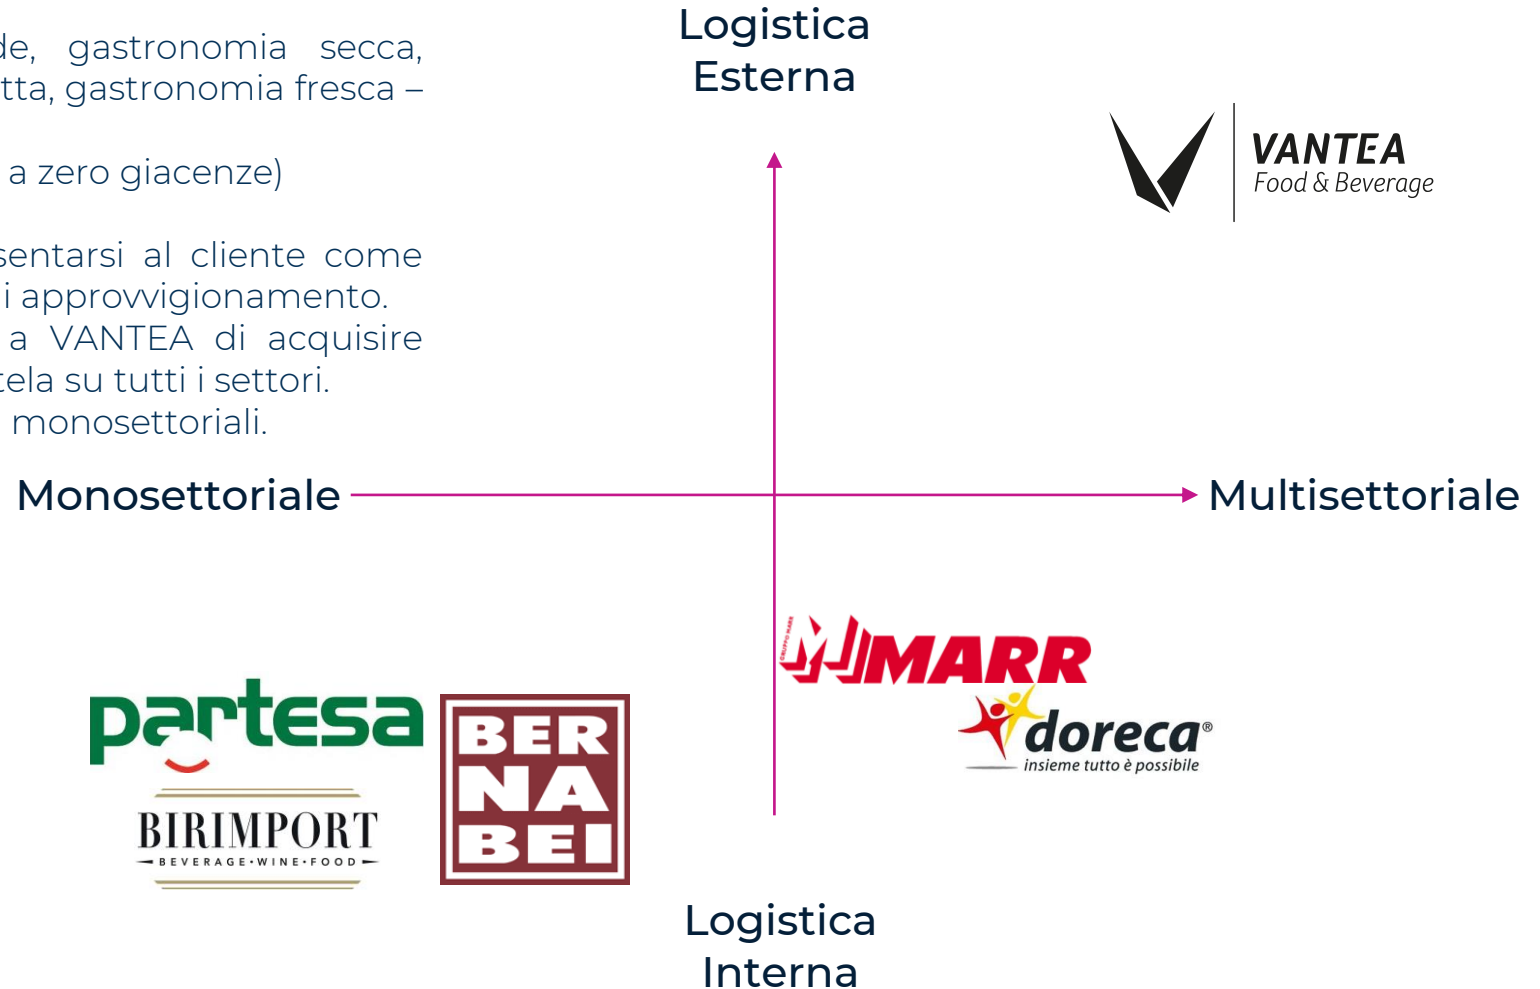 de, gastronomia secca,
tta, gastronomia fresca –
a zero giacenze)
sentarsi al cliente come
i approvvigionamento.
a VANTEA di acquisire
tela su tutti i settori.
monosettoriali.
Logistica
Esterna
VANTEA
Food & Beverage
Monosettoriale
Multisettoriale
GRUPPO MARR
MARR
doreca®
insieme tutto è possibile
partesa
BIRIMPORT
BEVERAGE•WINE•FOOD
BER
NA
BEI
Logistica
Interna